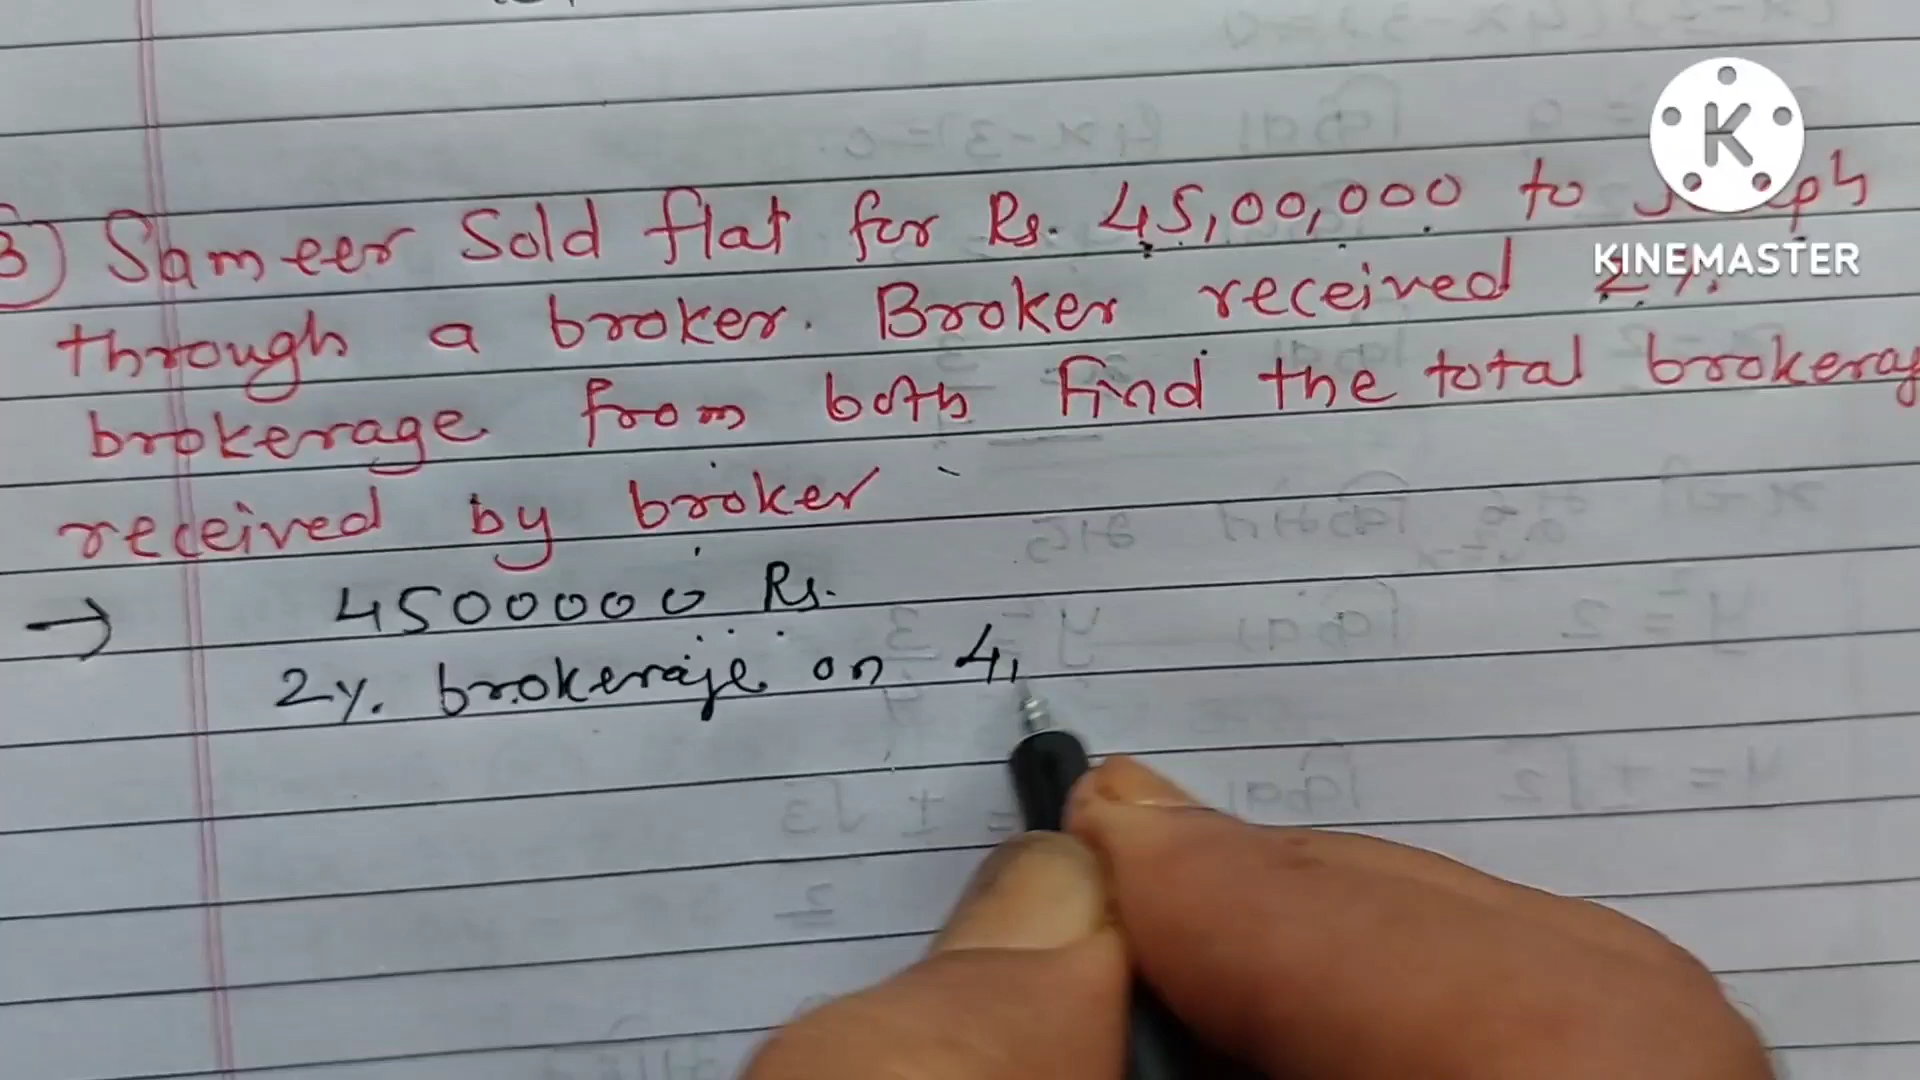 3) Sameer Sold flat for Rs. 45,00,000 to
through a broker. Broker received 2%.
brokerage from both Find the total brokerag
received by broker
→ 4500000 Rs.
2%. brokeraje on 4,
K
KINEMASTER